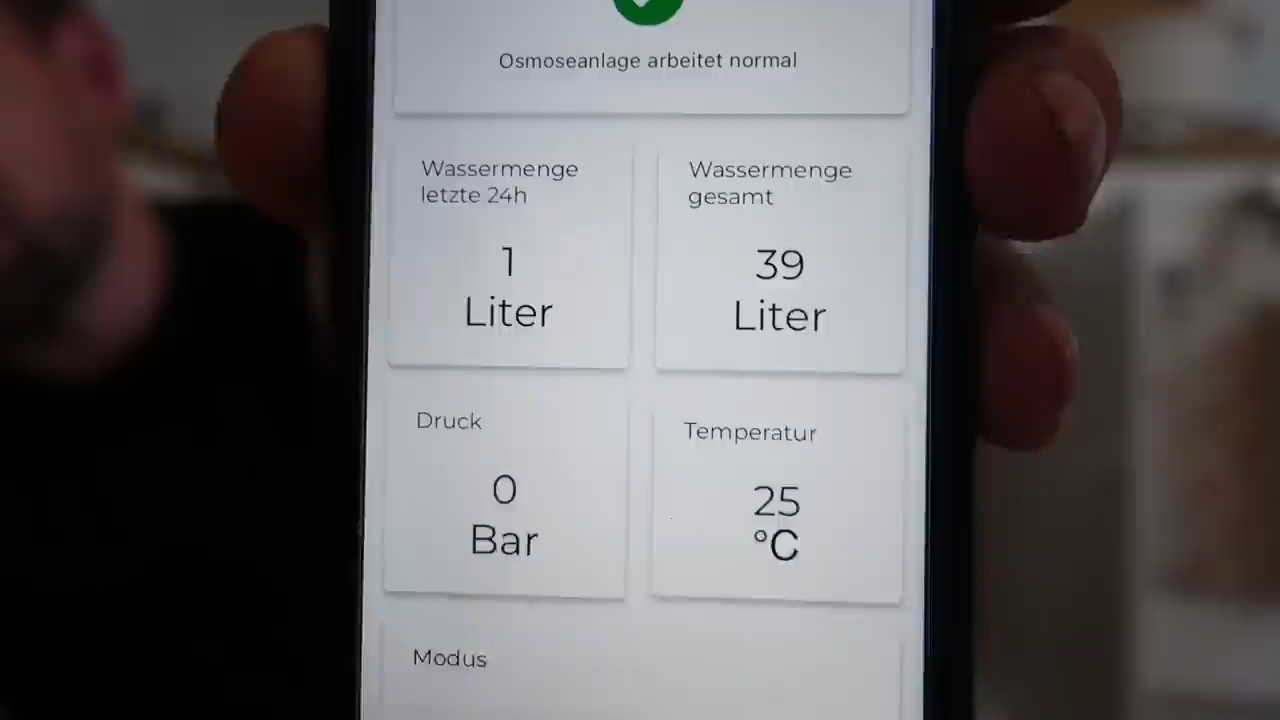 Osmoseanlage arbeitet normal
Wassermenge
letzte 24h
1
Liter
Wassermenge
gesamt
39
Liter
Druck
0
Bar
Temperatur
25
°C
Modus